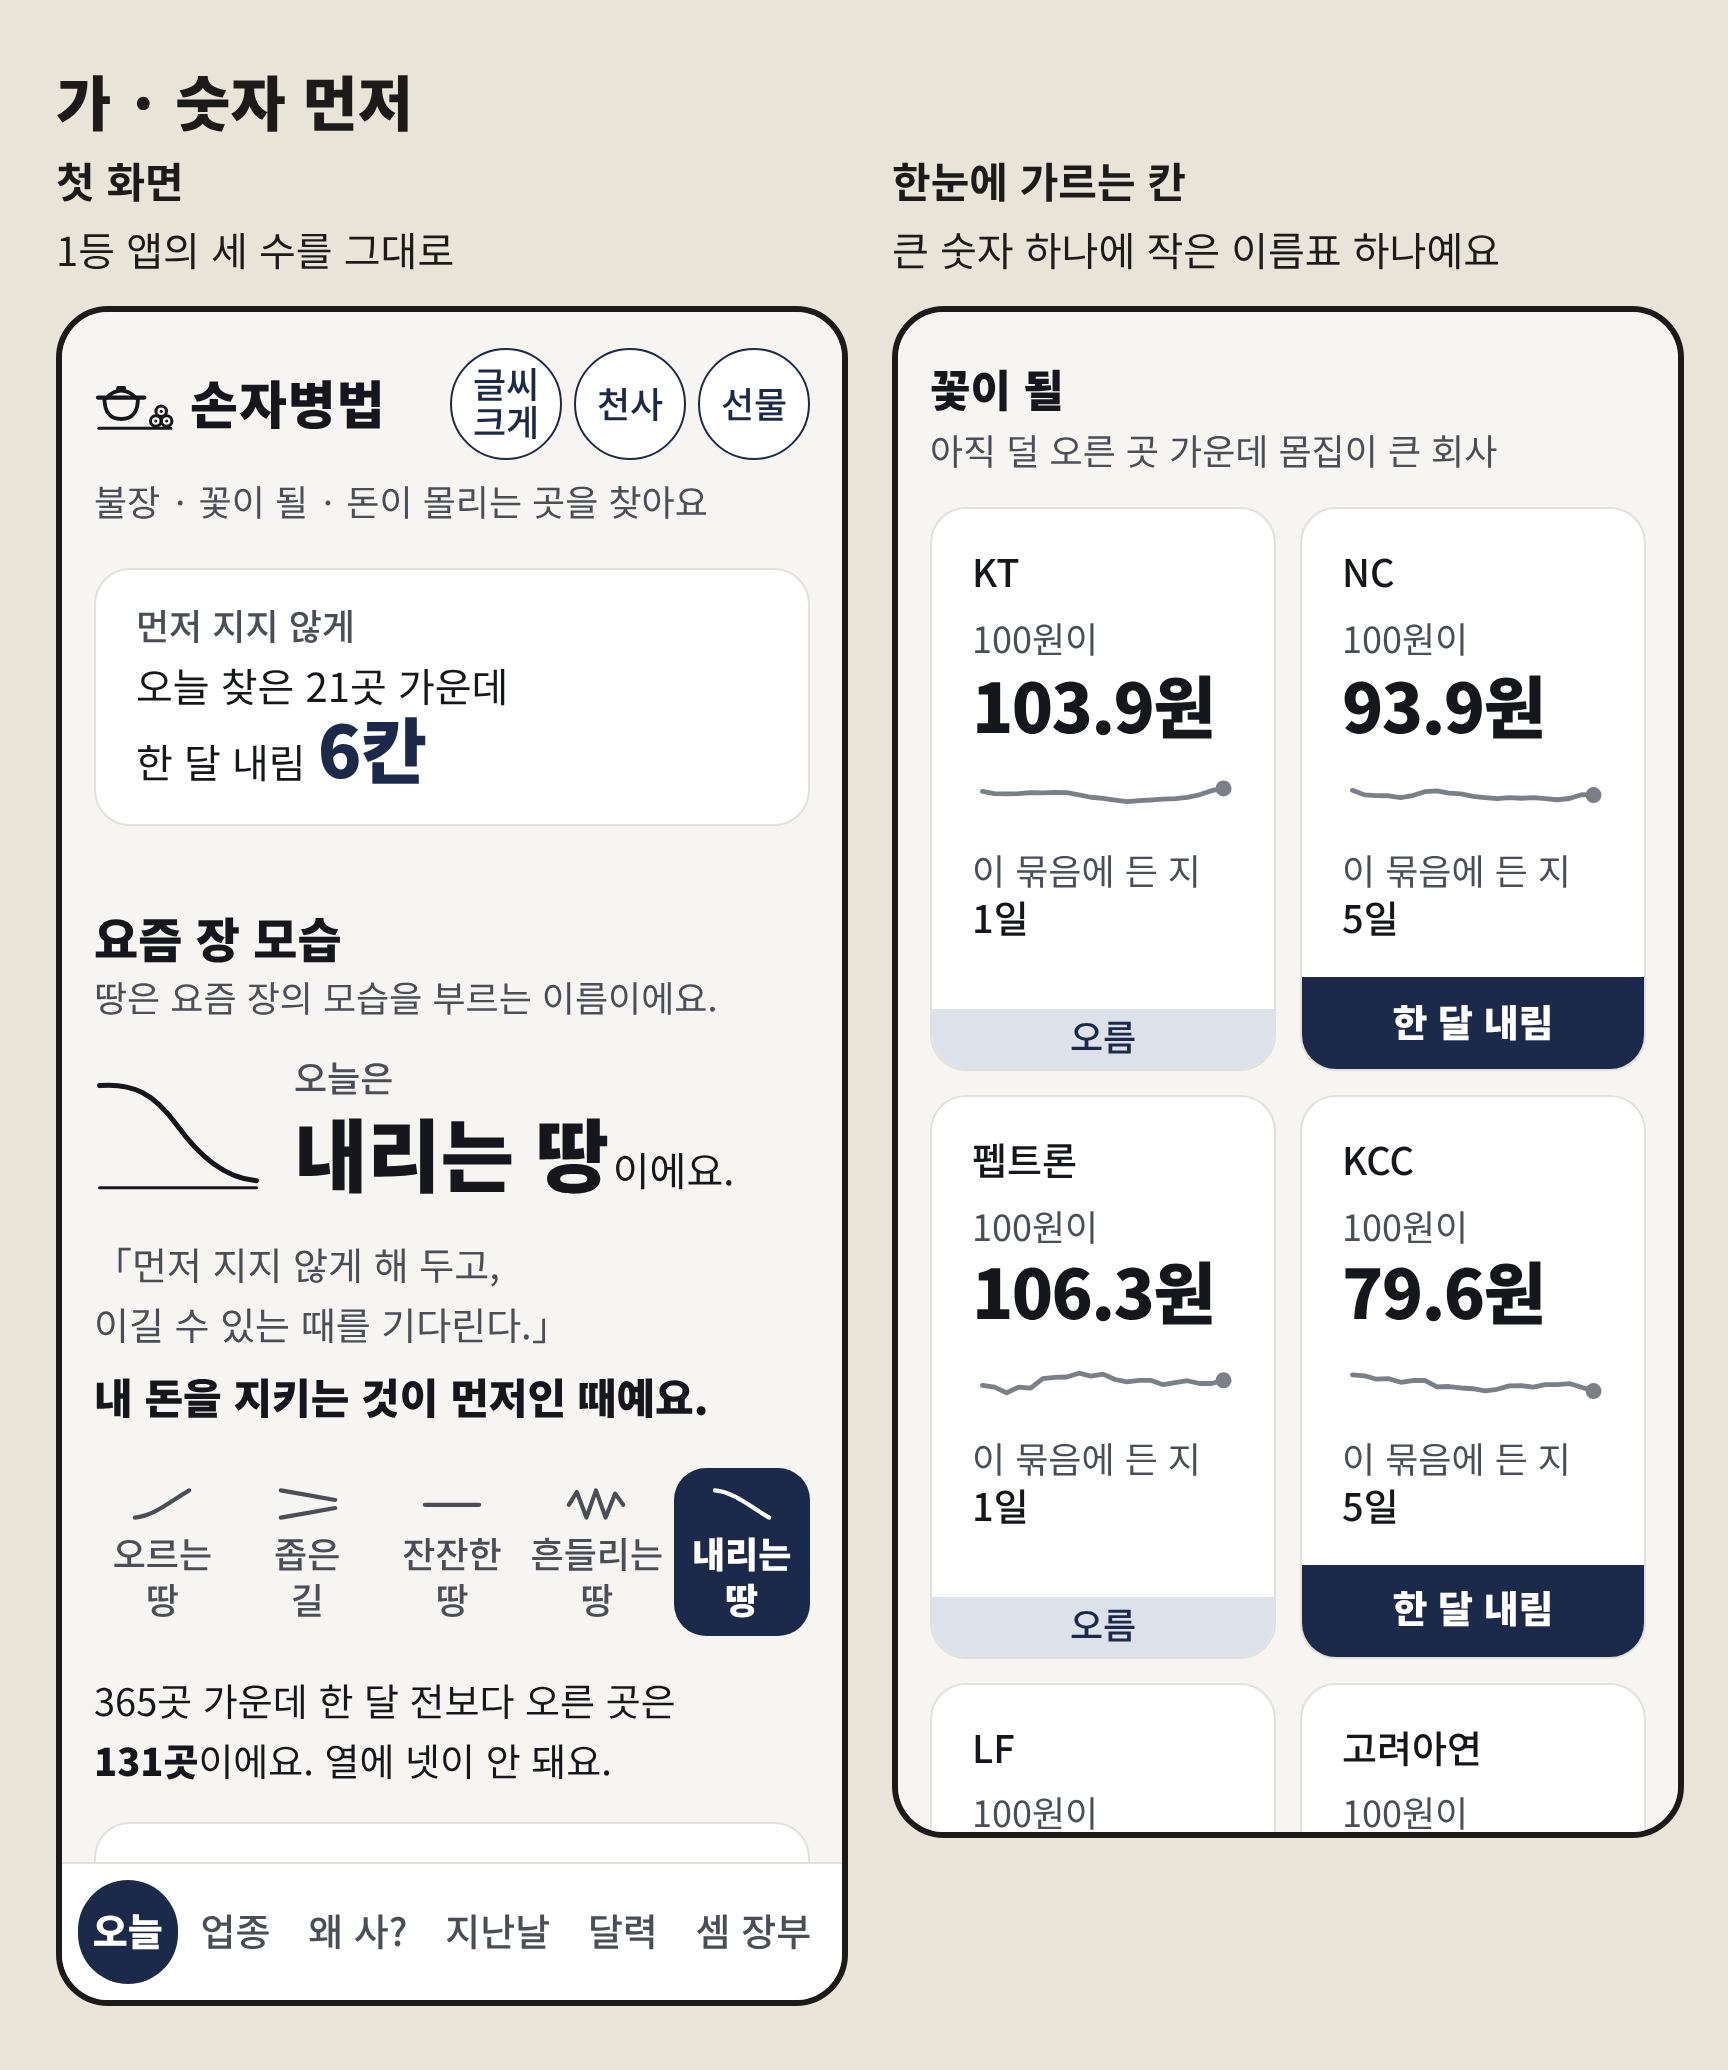 가 · 숫자 먼저
첫 화면
1등 앱의 세 수를 그대로
손자병법
글씨
크게
천사
선물
불장 · 꽃이 될 · 돈이 몰리는 곳을 찾아요
먼저 지지 않게
오늘 찾은 21곳 가운데
한 달 내림 6칸
요즘 장 모습
땅은 요즘 장의 모습을 부르는 이름이에요.
오늘은
내리는 땅이에요.
「먼저 지지 않게 해 두고,
이길 수 있는 때를 기다린다.」
내 돈을 지키는 것이 먼저인 때예요.
오르는
땅
좁은
길
잔잔한
땅
흔들리는
땅
내리는
땅
365곳 가운데 한 달 전보다 오른 곳은
131곳이에요. 열에 넷이 안 돼요.
오늘
업종
왜 사?
지난날
달력
셈 장부
한눈에 가르는 칸
큰 숫자 하나에 작은 이름표 하나예요
꽃이 될
아직 덜 오른 곳 가운데 몸집이 큰 회사
KT
100원이
103.9원
이 묶음에 든 지
1일
오름
NC
100원이
93.9원
이 묶음에 든 지
5일
한 달 내림
펩트론
100원이
106.3원
이 묶음에 든 지
1일
오름
KCC
100원이
79.6원
이 묶음에 든 지
5일
한 달 내림
LF
100원이
고려아연
100원이